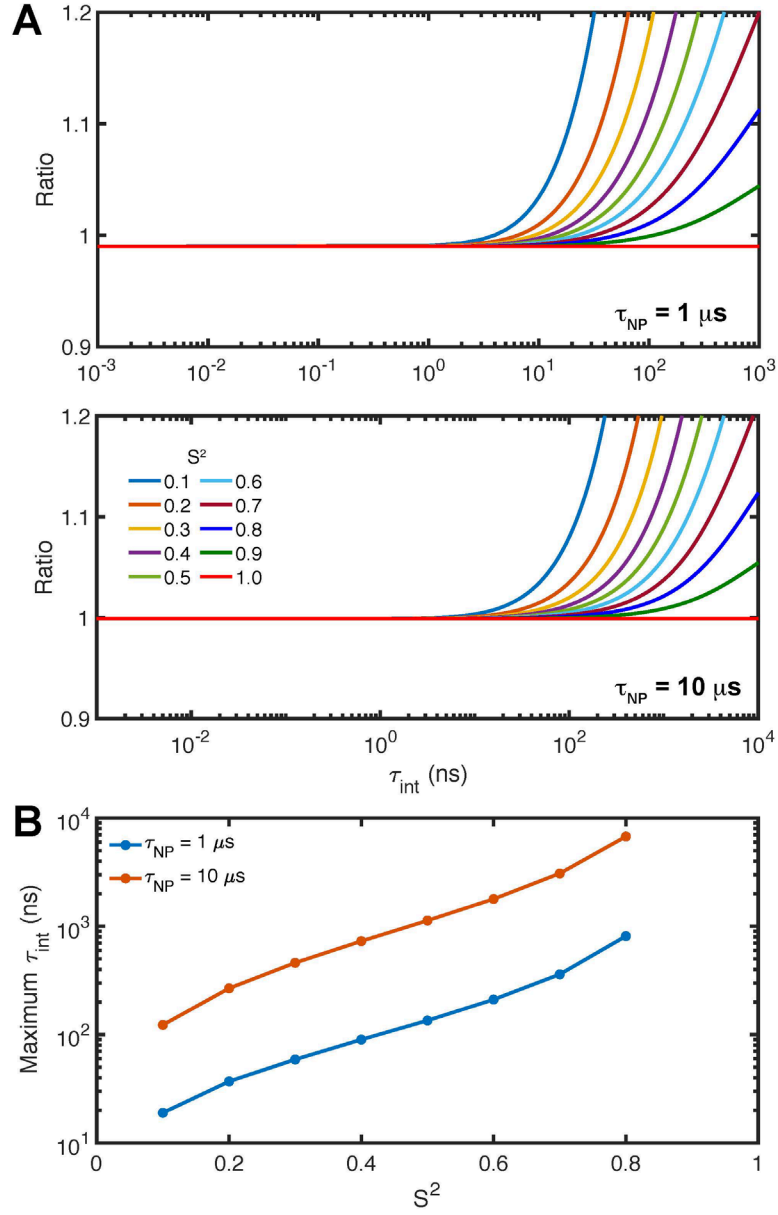 A
1.2
1.1
Ratio
1
0.9
τNP = 1 μs
10⁻³ 10⁻² 10⁻¹ 10⁰ 10¹ 10² 10³
1.2
S²
0.1 0.6
0.2 0.7
0.3 0.8
0.4 0.9
0.5 1.0
1.1
Ratio
1
0.9
τNP = 10 μs
10⁻² 10⁰ 10² 10⁴
τint (ns)
B
10⁴
τNP = 1 μs
τNP = 10 μs
10³
Maximum τint (ns)
10²
10¹
0 0.2 0.4 0.6 0.8 1
S²